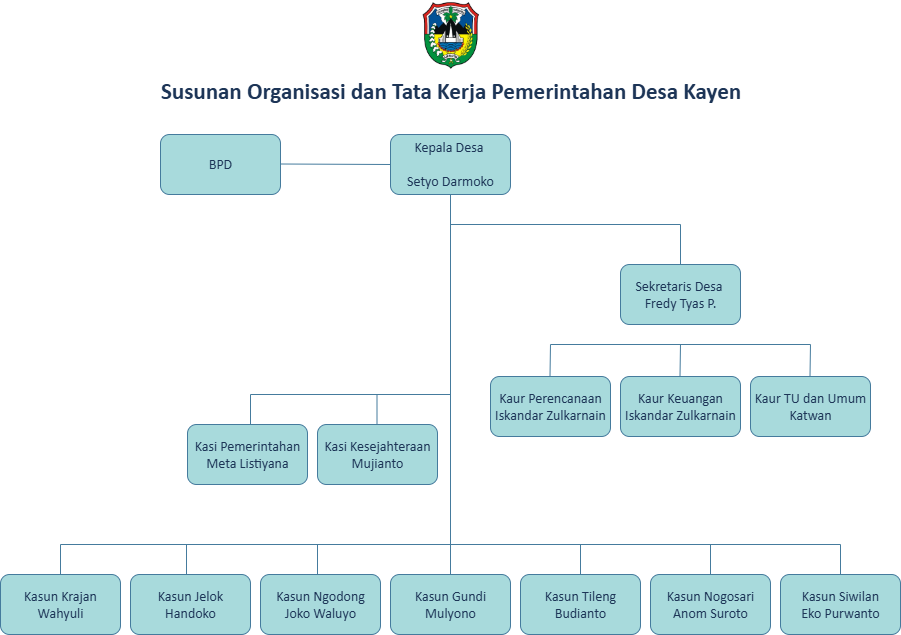 Susunan Organisasi dan Tata Kerja Pemerintahan Desa Kayen
BPD
Kepala Desa
Setyo Darmoko
Sekretaris Desa
Fredy Tyas P.
Kaur Perencanaan
Iskandar Zulkarnain
Kaur Keuangan
Iskandar Zulkarnain
Kaur TU dan Umum
Katwan
Kasi Pemerintahan
Meta Listiyana
Kasi Kesejahteraan
Mujianto
Kasun Krajan
Wahyuli
Kasun Jelok
Handoko
Kasun Ngodong
Joko Waluyo
Kasun Gundi
Mulyono
Kasun Tileng
Budianto
Kasun Nogosari
Anom Suroto
Kasun Siwilan
Eko Purwanto